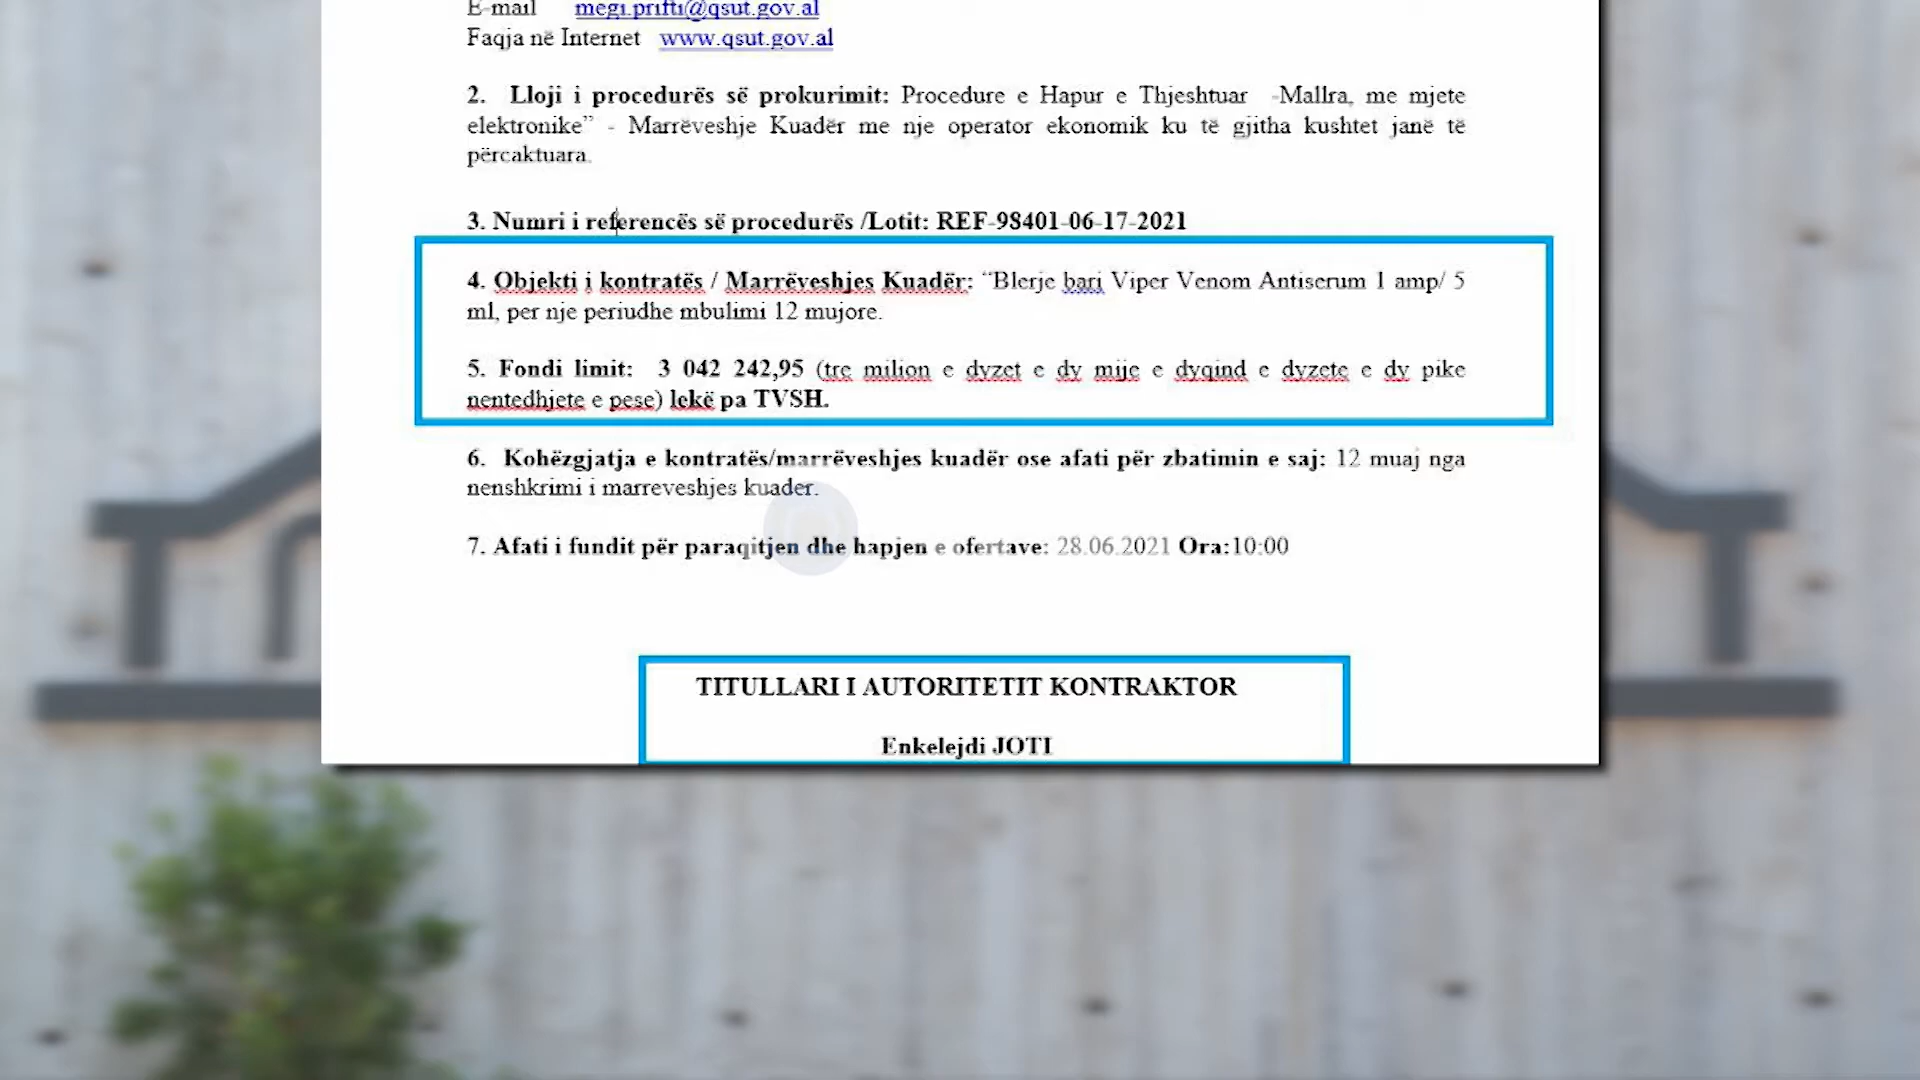 E-mail megi.prifti@qsut.gov.al
Faqja në Internet www.qsut.gov.al
2. Lloji i procedurës së prokurimit: Procedure e Hapur e Thjeshtuar -Mallra, me mjete
elektronike” - Marrëveshje Kuadër me nje operator ekonomik ku të gjitha kushtet janë të
përcaktuara.
3. Numri i referencës së procedurës /Lotit: REF-98401-06-17-2021
4. Objekti i kontratës / Marrëveshjes Kuadër: “Blerje bari Viper Venom Antiserum 1 amp/ 5
ml, per nje periudhe mbulimi 12 mujore.
5. Fondi limit: 3 042 242,95 (tre milion e dyzet e dy mije e dyqind e dyzete e dy pike
nentedhjete e pese) lekë pa TVSH.
6. Kohëzgjatja e kontratës/marrëveshjes kuadër ose afati për zbatimin e saj: 12 muaj nga
nenshkrimi i marreveshjes kuader.
7. Afati i fundit për paraqitjen dhe hapjen e ofertave: 28.06.2021 Ora:10:00
TITULLARI I AUTORITETIT KONTRAKTOR
Enkelejdi JOTI